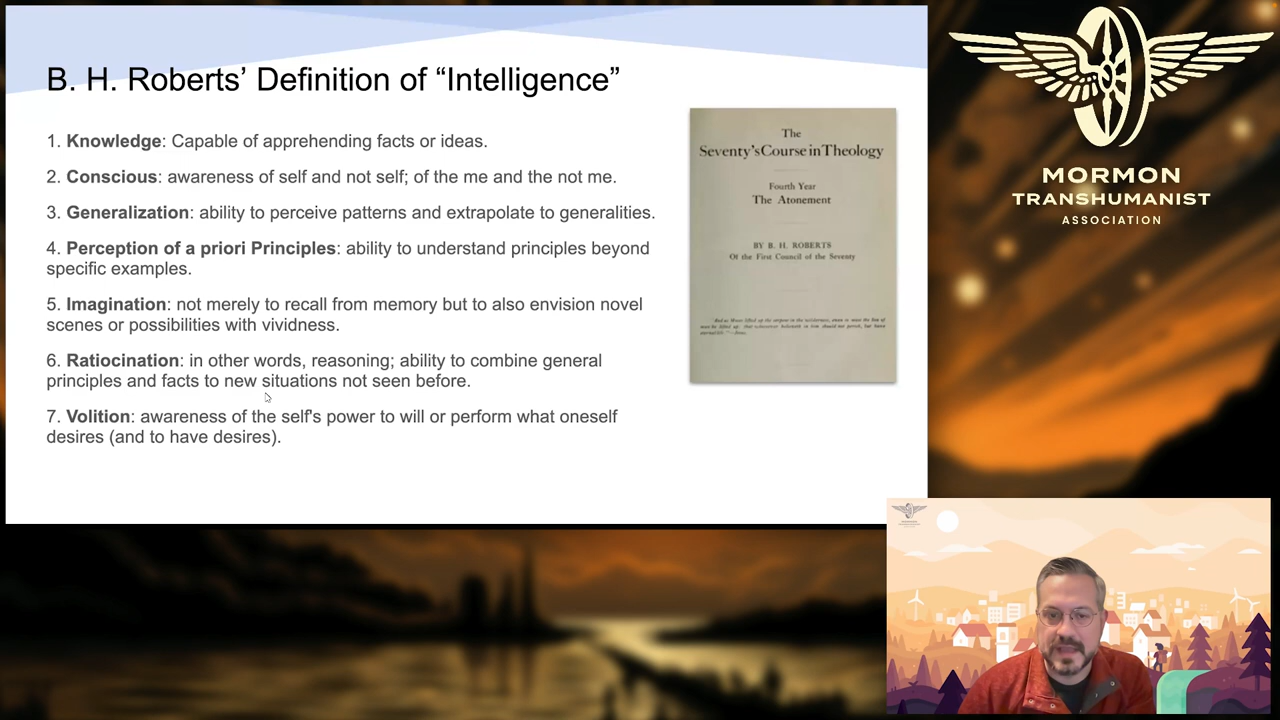 B. H. Roberts’ Definition of “Intelligence”
1. Knowledge: Capable of apprehending facts or ideas.
2. Conscious: awareness of self and not self; of the me and the not me.
3. Generalization: ability to perceive patterns and extrapolate to generalities.
4. Perception of a priori Principles: ability to understand principles beyond
specific examples.
5. Imagination: not merely to recall from memory but to also envision novel
scenes or possibilities with vividness.
6. Ratiocination: in other words, reasoning; ability to combine general
principles and facts to new situations not seen before.
7. Volition: awareness of the self's power to will or perform what oneself
desires (and to have desires).
The
Seventy's Course in Theology
Fourth Year
The Atonement
BY B. H. ROBERTS
Of the First Council of the Seventy
MORMON
TRANSHUMANIST
ASSOCIATION